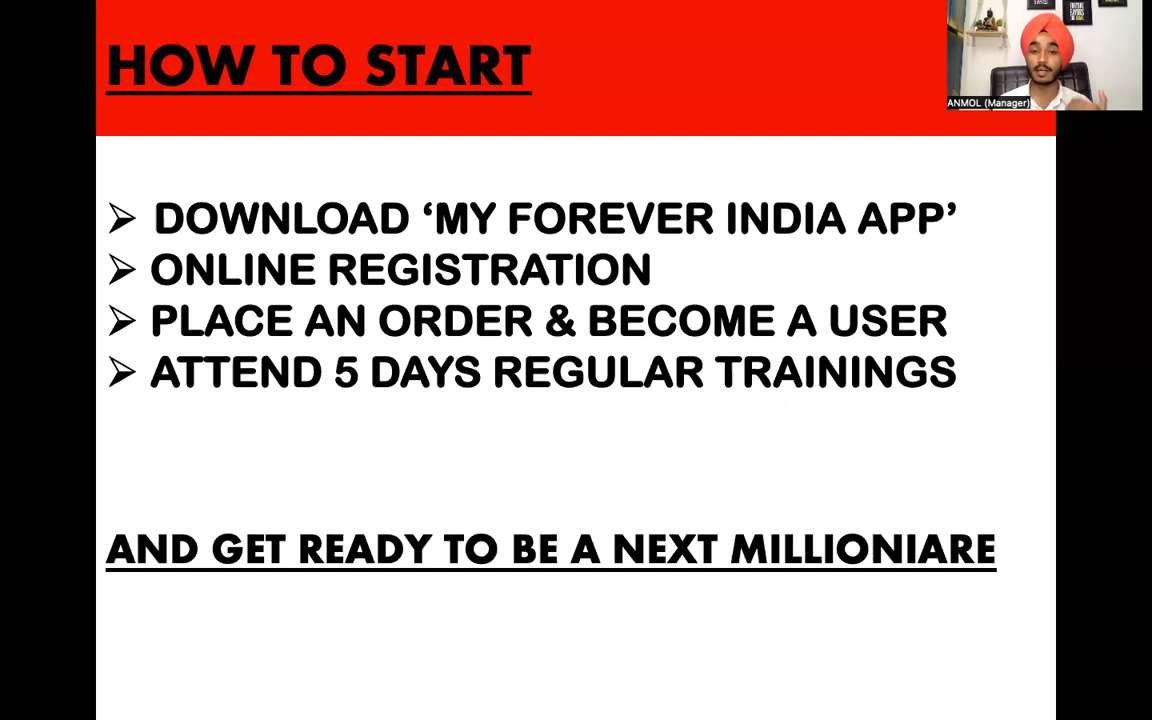 HOW TO START
ANMOL (Manager)
➢ DOWNLOAD ‘MY FOREVER INDIA APP’
➢ ONLINE REGISTRATION
➢ PLACE AN ORDER & BECOME A USER
➢ ATTEND 5 DAYS REGULAR TRAININGS
AND GET READY TO BE A NEXT MILLIONIARE